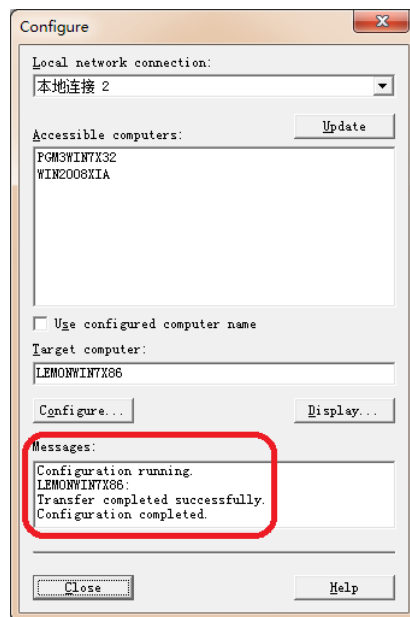 Configure
Local network connection:
本地连接 2
Update
Accessible computers:
PGM3WIN7X32
WIN2008XIA
Use configured computer name
Target computer:
LEMONWIN7X86
Configure...
Display...
Messages:
Configuration running.
LEMONWIN7X86:
Transfer completed successfully.
Configuration completed.
Close
Help